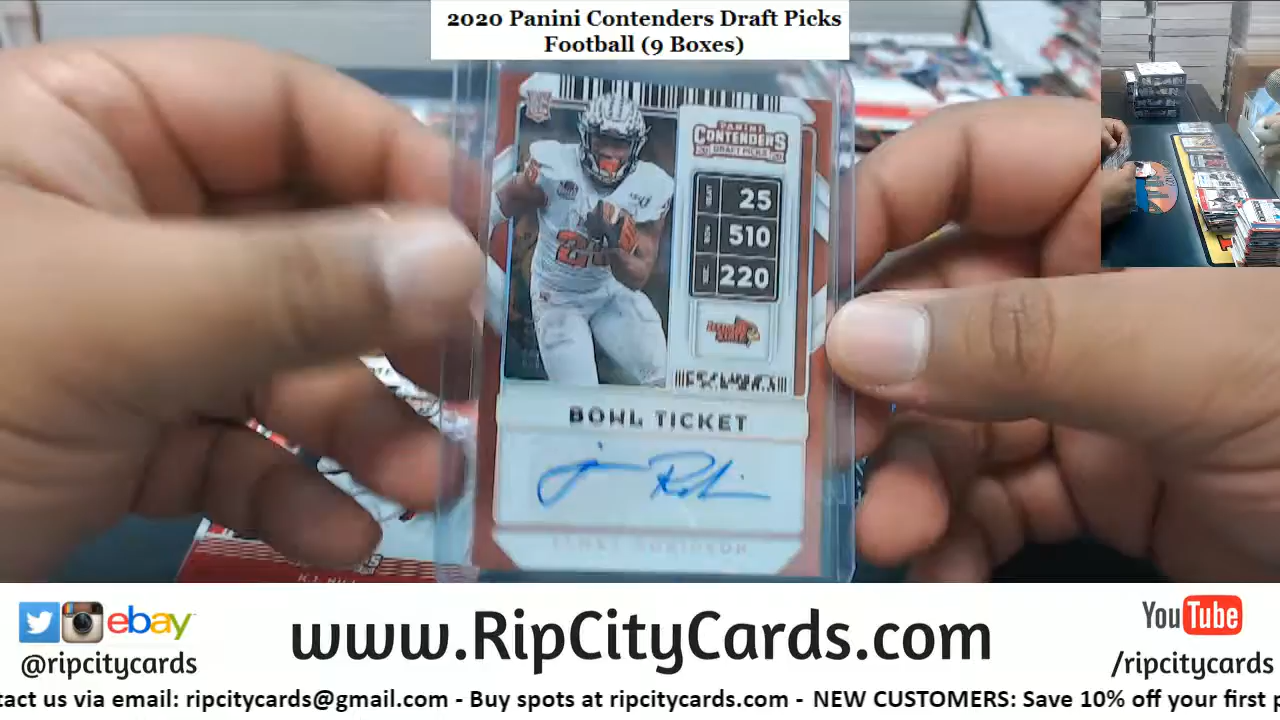 2020 Panini Contenders Draft Picks
Football (9 Boxes)
PANINI
CONTENDERS
DRAFT PICKS
25
510
220
BOWL TICKET
ebay
@ripcitycards
www.RipCityCards.com
YouTube
/ripcitycards
tact us via email: ripcitycards@gmail.com - Buy spots at ripcitycards.com - NEW CUSTOMERS: Save 10% off your first p